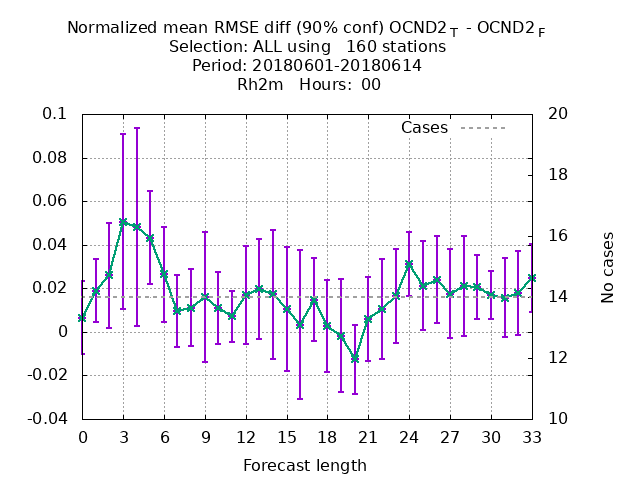 Normalized mean RMSE diff (90% conf) OCND2 T - OCND2 F
Selection: ALL using 160 stations
Period: 20180601-20180614
Rh2m Hours: 00
0.1 20
Cases
0.08 18
0.06
0.04 16
0.02 14
0
-0.02 12
-0.04 10
0 3 6 9 12 15 18 21 24 27 30 33
Forecast length
No cases